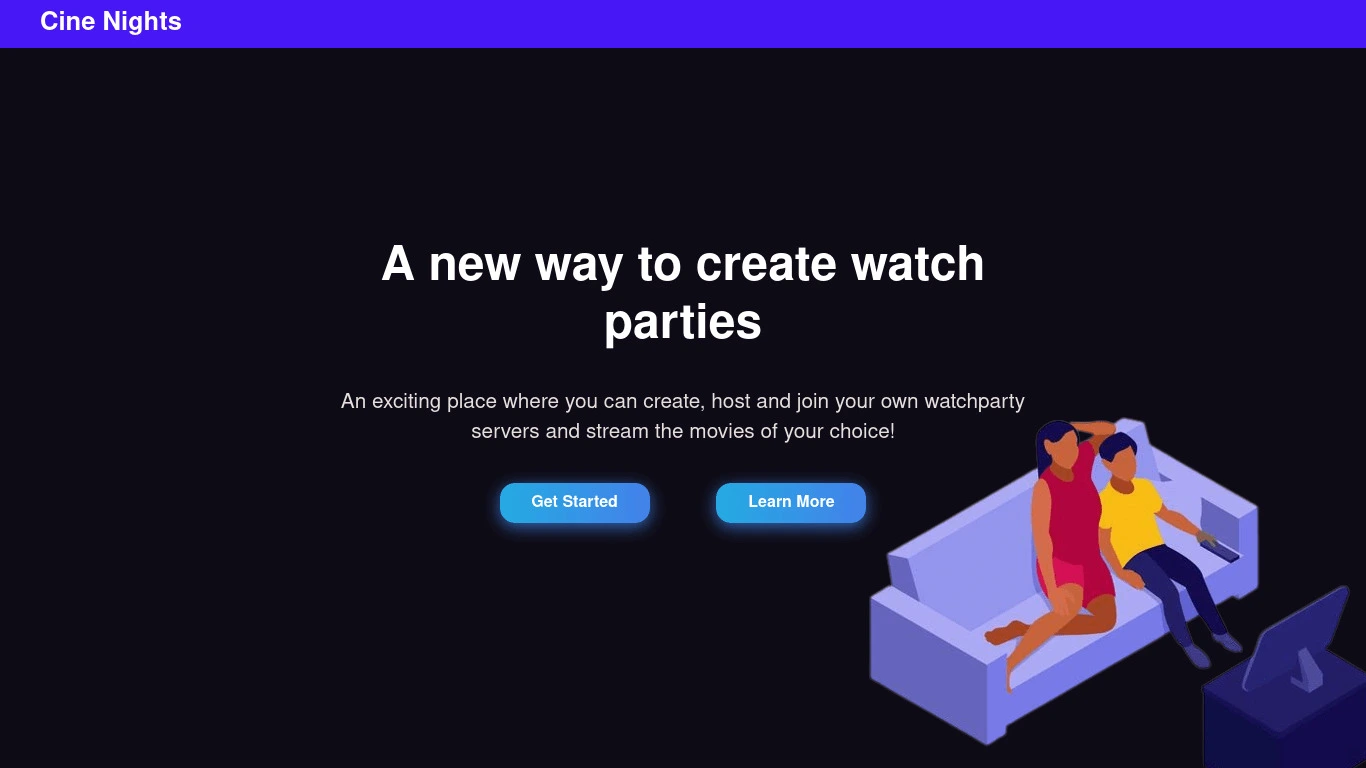 Cine Nights
A new way to create watch
parties
An exciting place where you can create, host and join your own watchparty
servers and stream the movies of your choice!
Get Started
Learn More